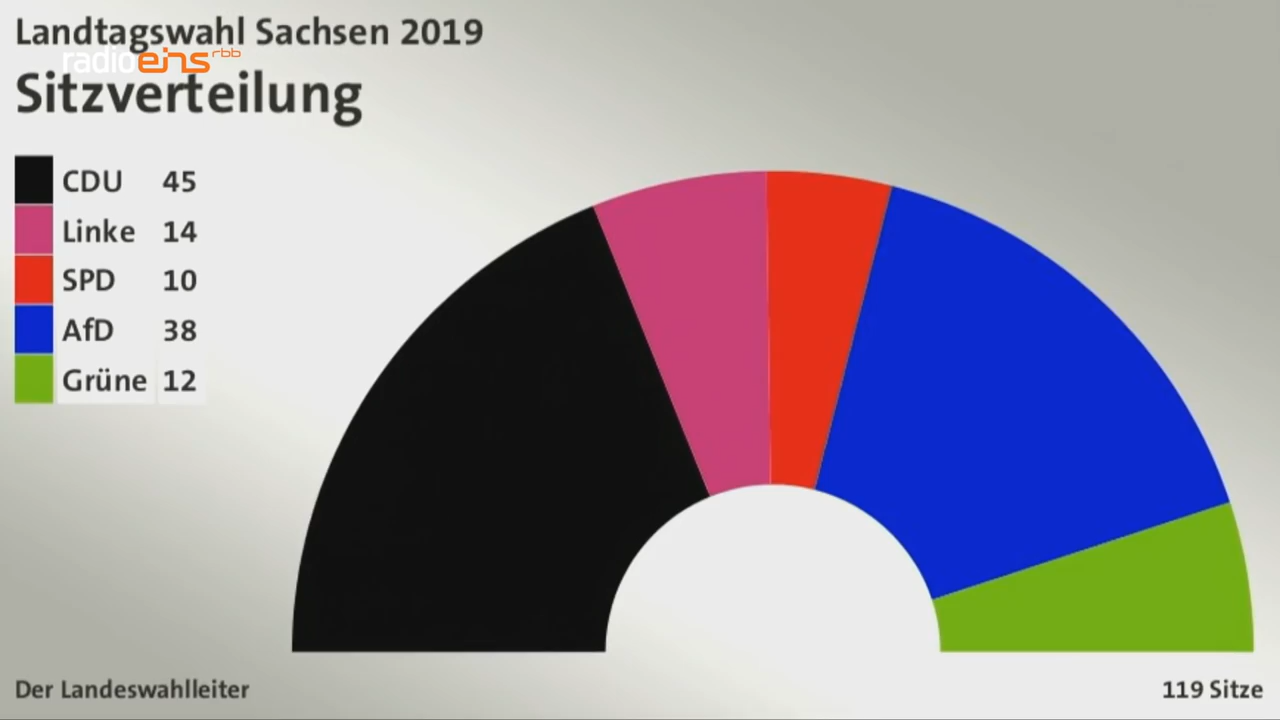 Landtagswahl Sachsen 2019
radioeins rbb
Sitzverteilung
CDU 45
Linke 14
SPD 10
AfD 38
Grüne 12
Der Landeswahlleiter
119 Sitze